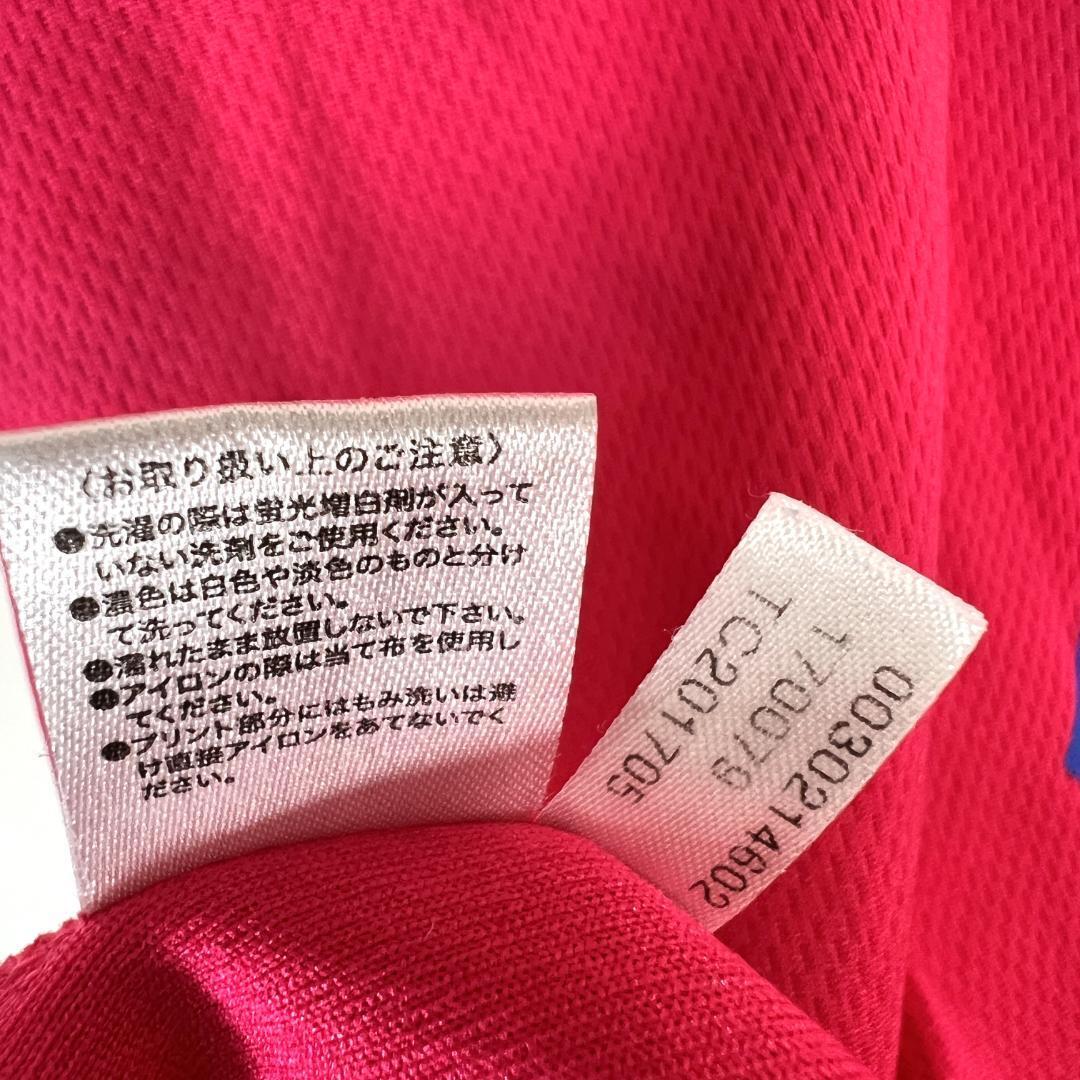 〈お取り扱い上のご注意〉
●洗濯の際は蛍光増白剤が入って
いない洗剤をご使用ください。
●濃色は白色や淡色のものと分け
て洗ってください。
●濡れたまま放置しないで下さい。
●アイロンの際は当て布を使用し
てください。
●プリント部分にはもみ洗いは避
け直接アイロンをあてないでく
ださい。
0030214602
170079
TC2011705